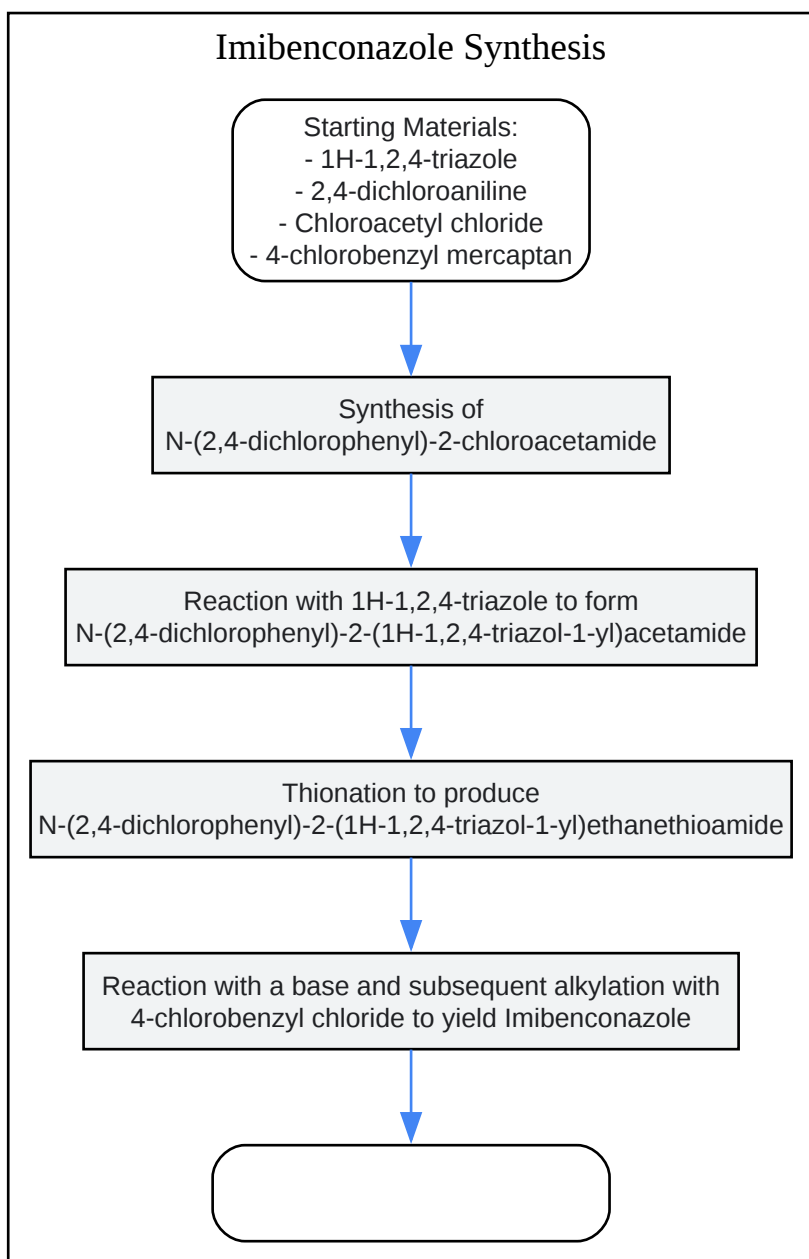 Imibenconazole Synthesis
Starting Materials:
- 1H-1,2,4-triazole
- 2,4-dichloroaniline
- Chloroacetyl chloride
- 4-chlorobenzyl mercaptan
Synthesis of
N-(2,4-dichlorophenyl)-2-chloroacetamide
Reaction with 1H-1,2,4-triazole to form
N-(2,4-dichlorophenyl)-2-(1H-1,2,4-triazol-1-yl)acetamide
Thionation to produce
N-(2,4-dichlorophenyl)-2-(1H-1,2,4-triazol-1-yl)ethanethioamide
Reaction with a base and subsequent alkylation with
4-chlorobenzyl chloride to yield Imibenconazole